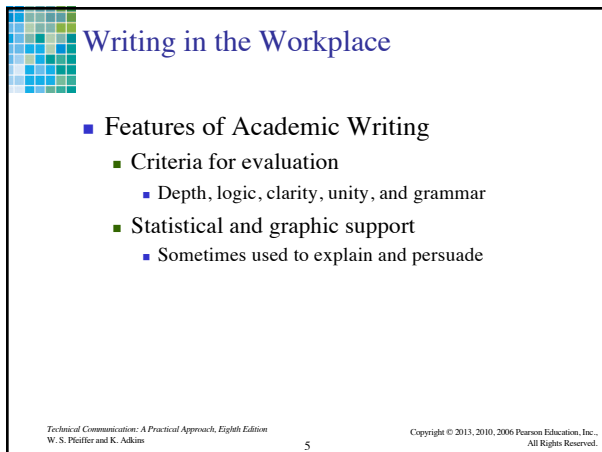 Writing in the Workplace
■ Features of Academic Writing
■ Criteria for evaluation
■ Depth, logic, clarity, unity, and grammar
■ Statistical and graphic support
■ Sometimes used to explain and persuade
Technical Communication: A Practical Approach, Eighth Edition
W. S. Pfeiffer and K. Adkins
5
Copyright © 2013, 2010, 2006 Pearson Education, Inc.,
All Rights Reserved.